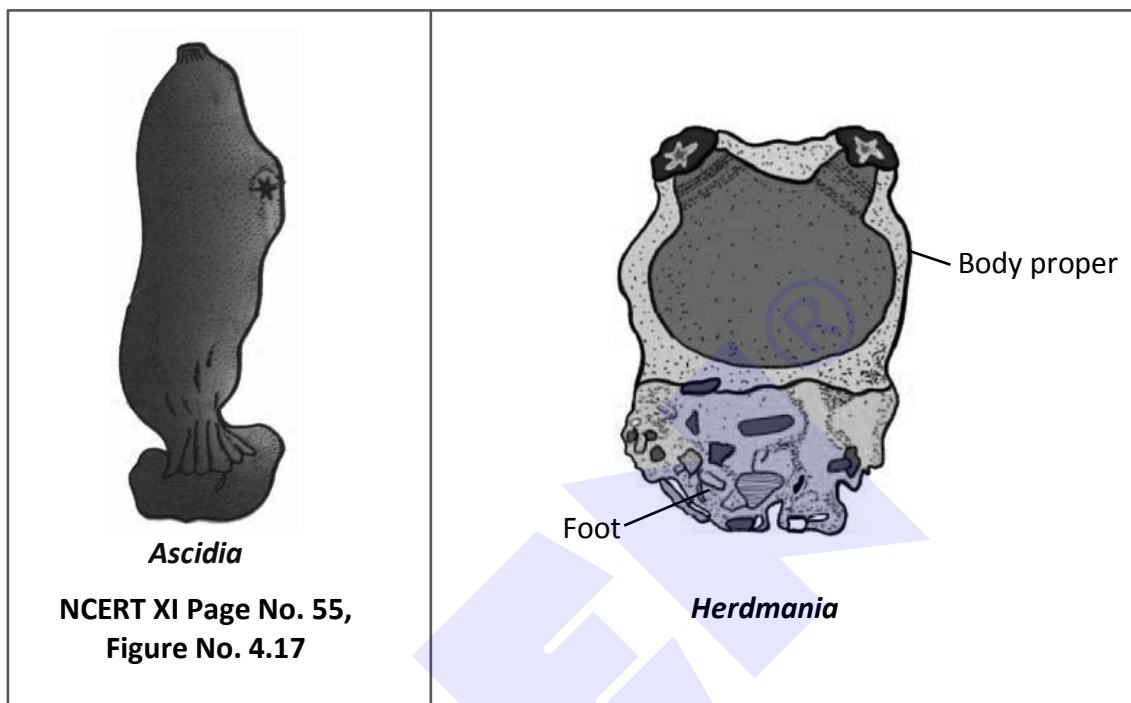 Ascidia
NCERT XI Page No. 55,
Figure No. 4.17
Body proper
Foot
Herdmania
®